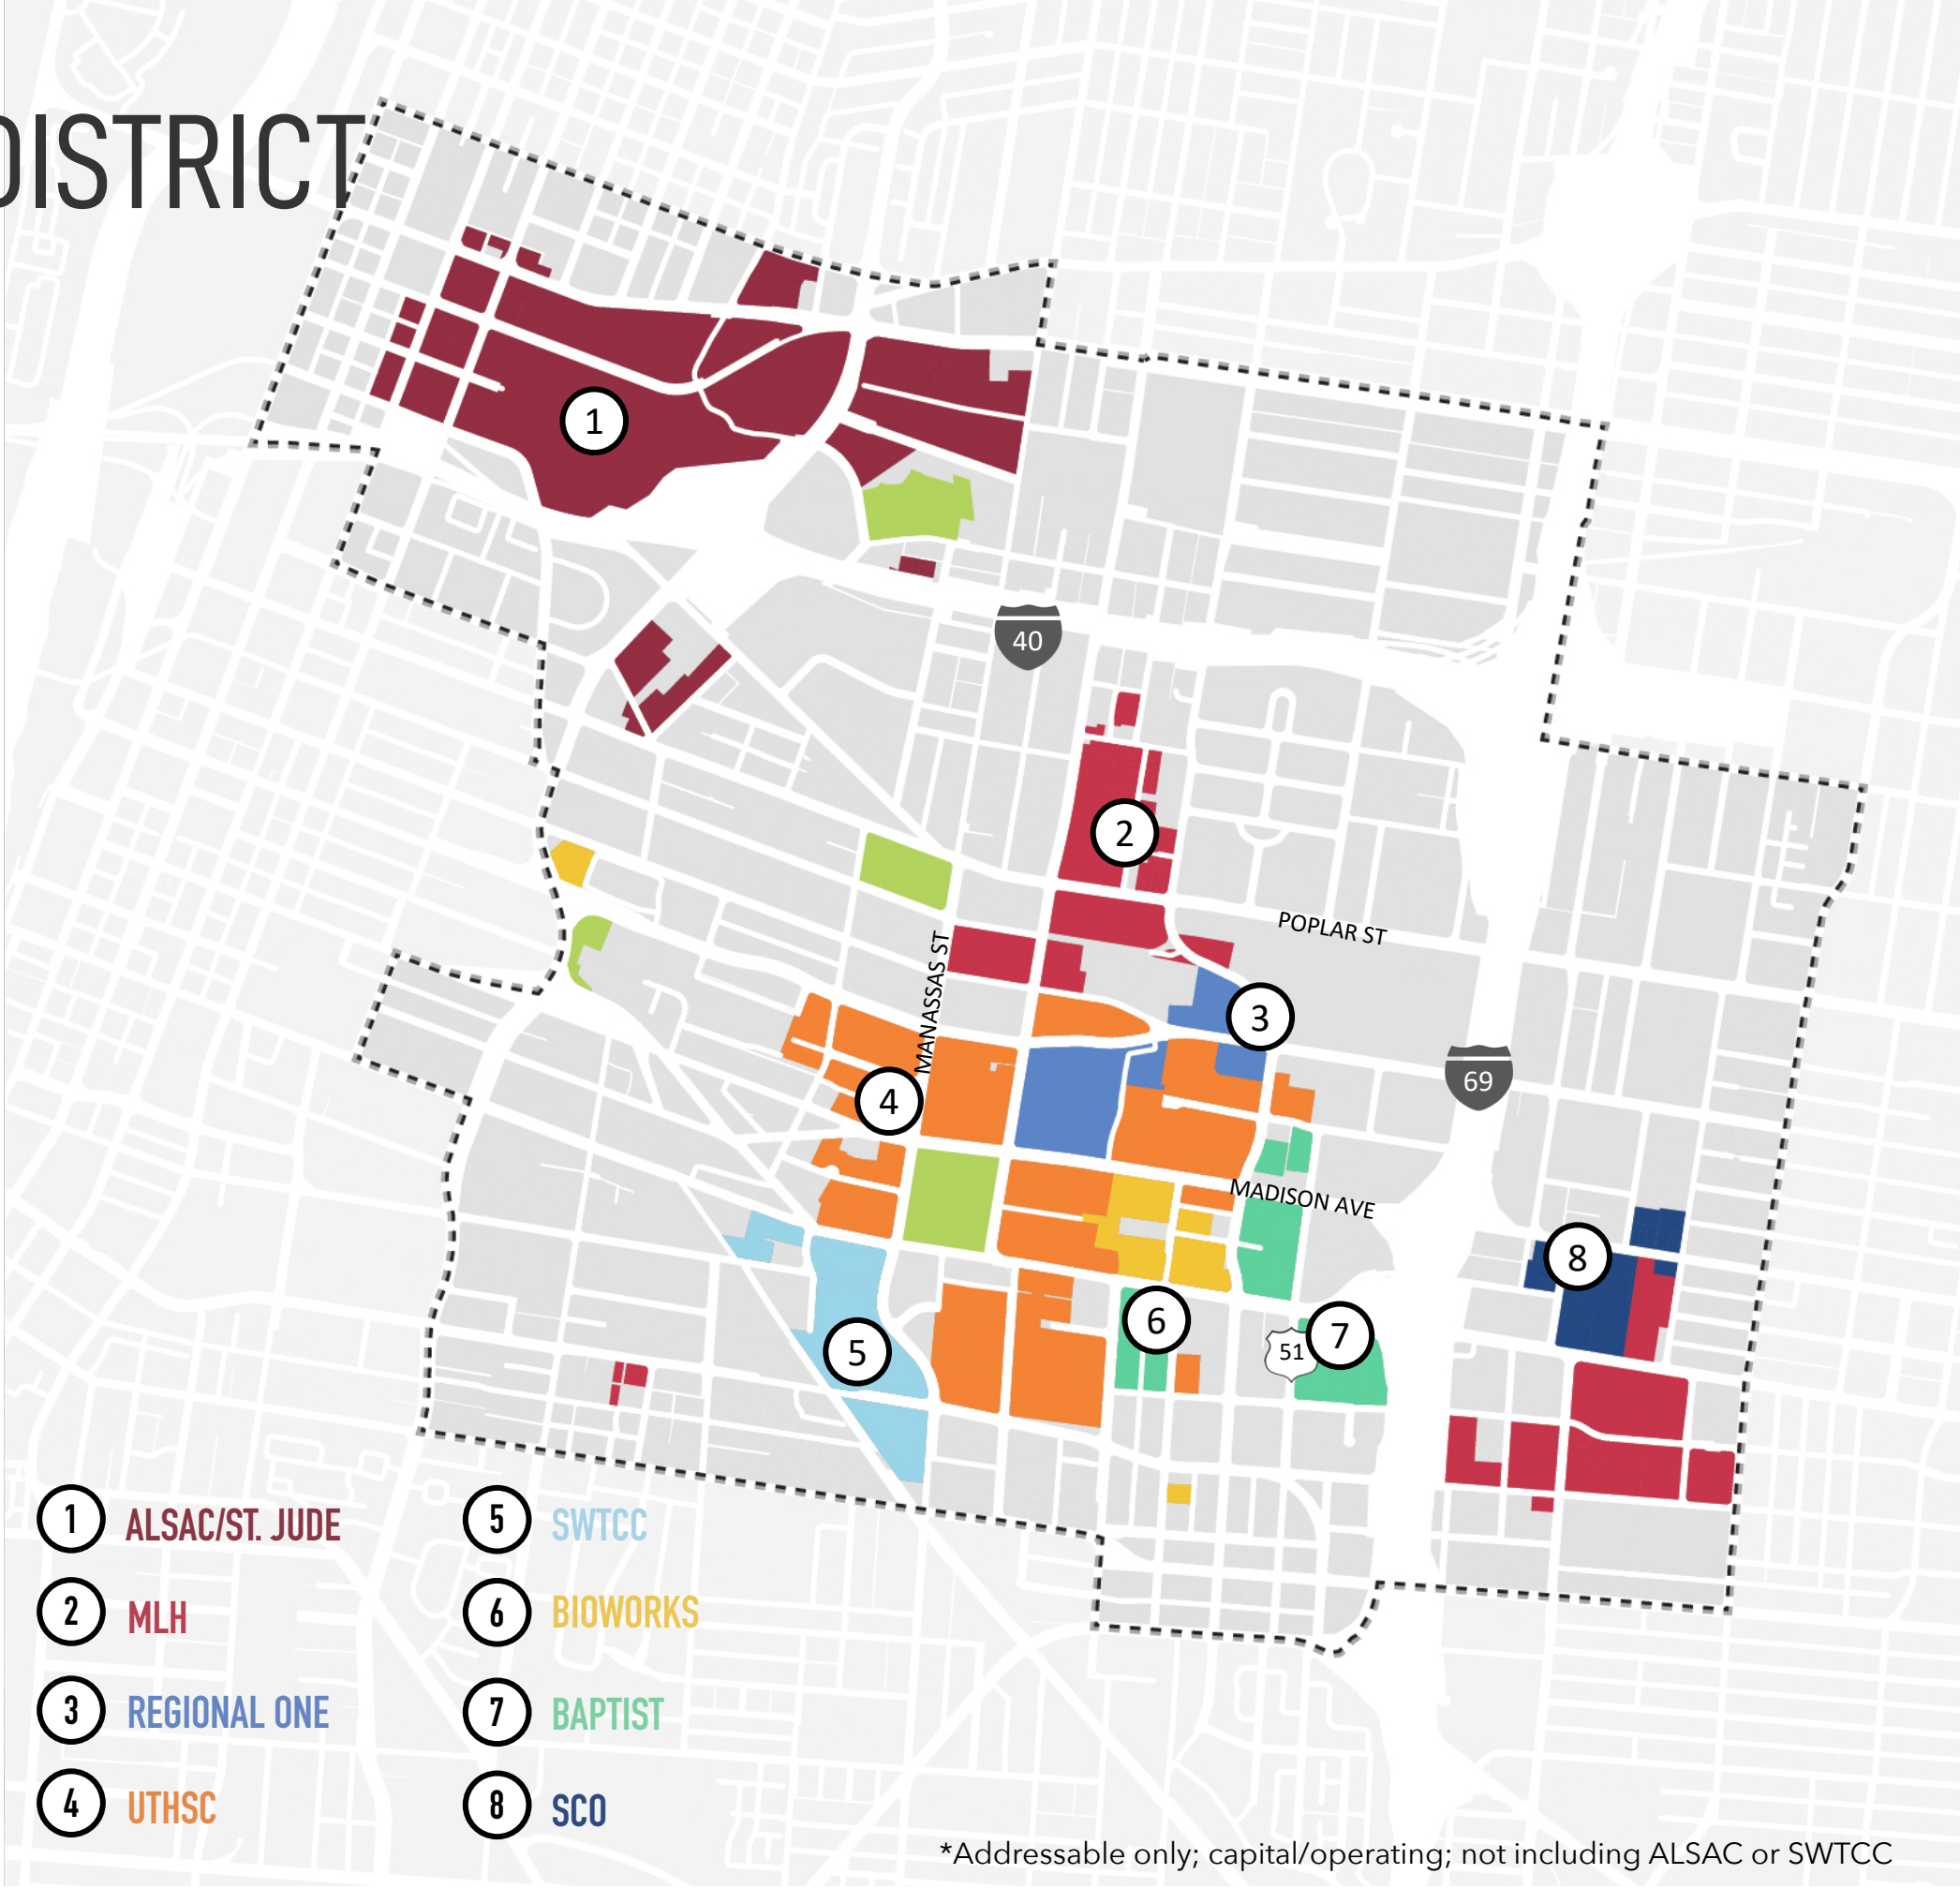 DISTRICT
1
40
2
POPLAR ST
MANASSAS ST
3
69
4
MADISON AVE
8
6
7
51
5
1 ALSAC/ST. JUDE
2 MLH
3 REGIONAL ONE
4 UTHSC
5 SWTCC
6 BIOWORKS
7 BAPTIST
8 SCO
*Addressable only; capital/operating; not including ALSAC or SWTCC